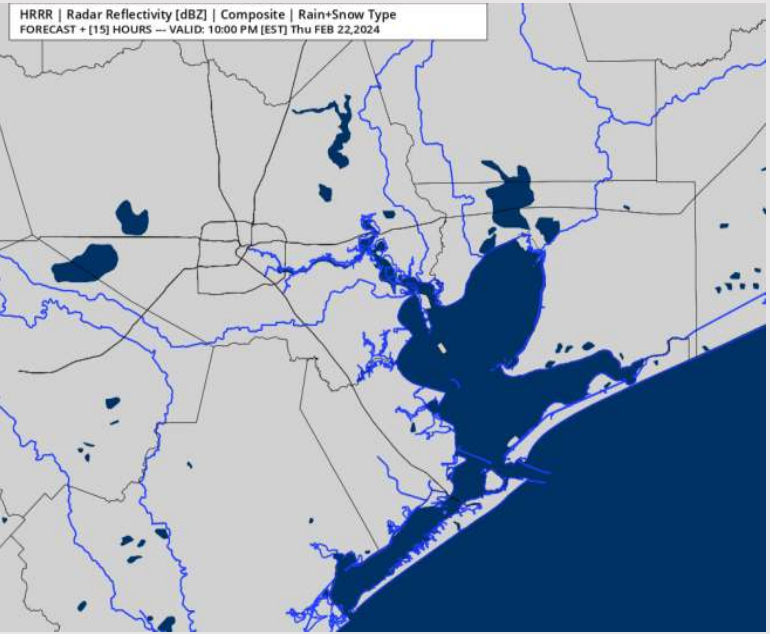 HRRR | Radar Reflectivity [dBZ] | Composite | Rain+Snow Type
FORECAST + [15] HOURS --- VALID: 10:00 PM [EST] Thu FEB 22,2024